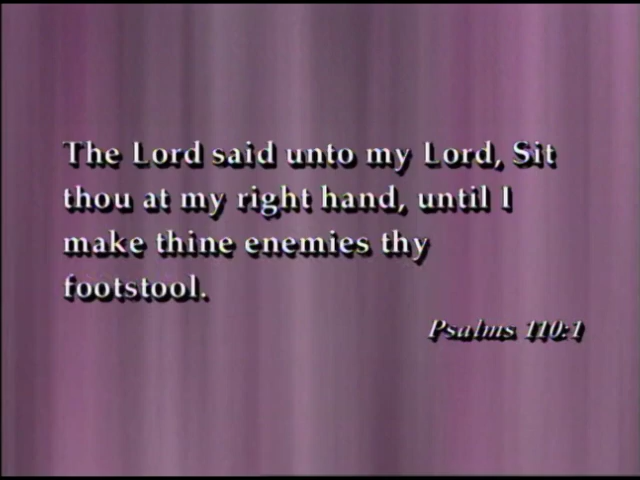 The Lord said unto my Lord, Sit
thou at my right hand, until I
make thine enemies thy
footstool.
Psalms 110:1